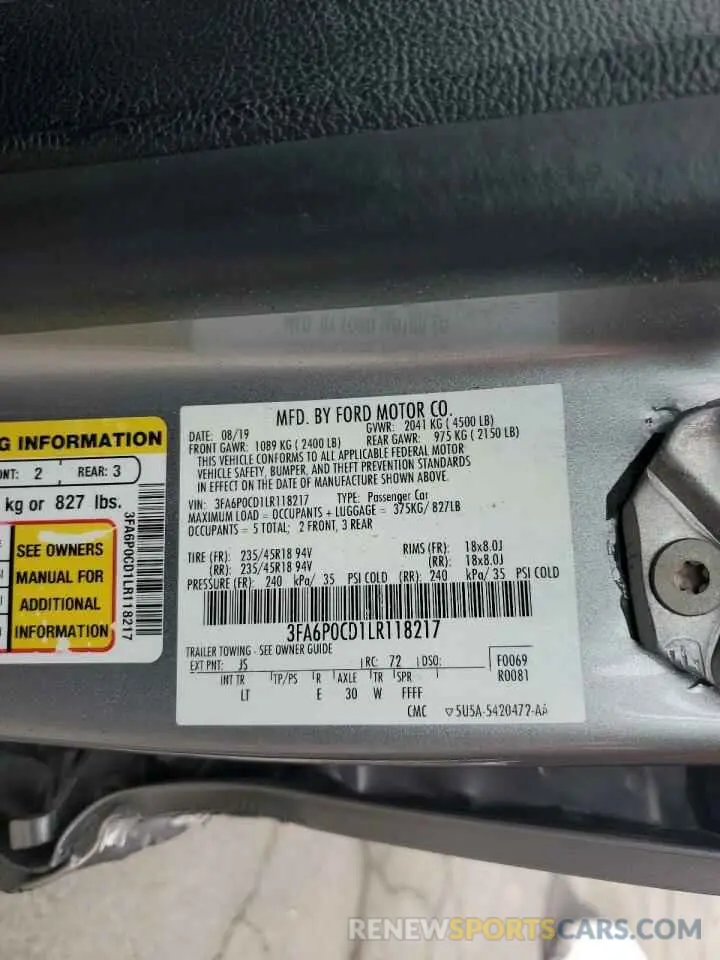 MFD. BY FORD MOTOR CO.
DATE: 08/19 GVWR: 2041 KG ( 4500 LB)
FRONT GAWR: 1089 KG ( 2400 LB) REAR GAWR: 975 KG ( 2150 LB)
THIS VEHICLE CONFORMS TO ALL APPLICABLE FEDERAL MOTOR
VEHICLE SAFETY, BUMPER, AND THEFT PREVENTION STANDARDS
IN EFFECT ON THE DATE OF MANUFACTURE SHOWN ABOVE.
VIN: 3FA6P0CD1LR118217 TYPE: Passenger Car
MAXIMUM LOAD = OCCUPANTS + LUGGAGE = 375KG/ 827LB
OCCUPANTS = 5 TOTAL; 2 FRONT, 3 REAR
TIRE (FR): 235/45R18 94V RIMS (FR): 18x8.0J
(RR): 235/45R18 94V (RR): 18x8.0J
PRESSURE (FR): 240 kPa/ 35 PSI COLD (RR): 240 kPa/ 35 PSI COLD
3FA6P0CD1LR118217
TRAILER TOWING - SEE OWNER GUIDE
EXT PNT: JS RC: 72 DSO: F0069
R0081
INT TR TP/PS R AXLE TR SPR
LT E 30 W FFFF
CMC ▽5U5A-5420472-AA
G INFORMATION
NT: 2 REAR: 3
kg or 827 lbs.
SEE OWNERS
MANUAL FOR
ADDITIONAL
INFORMATION
3FA6P0CD1LR118217
RENEWSPORTSCARS.COM